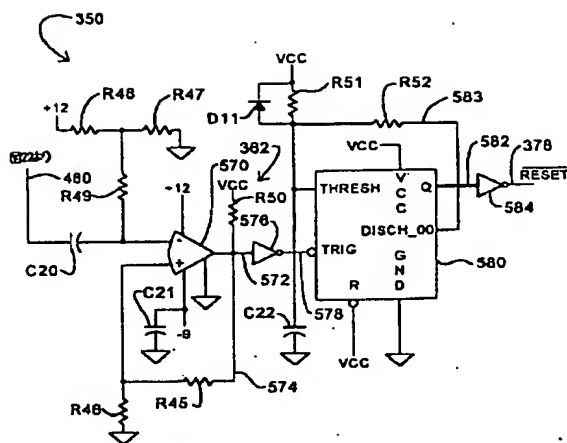 350
VCC
R48
R47
R51
R52
+12
D11
583
480
570
382
VCC
582
378
VCC
R49
+12
R50
576
THRESH
V
C
C
Q
RESET
584
DISCH_OO
-
+
C20
TRIG
G
N
D
580
572
C21
578
R
C22
-9
VCC
R46
R45
574